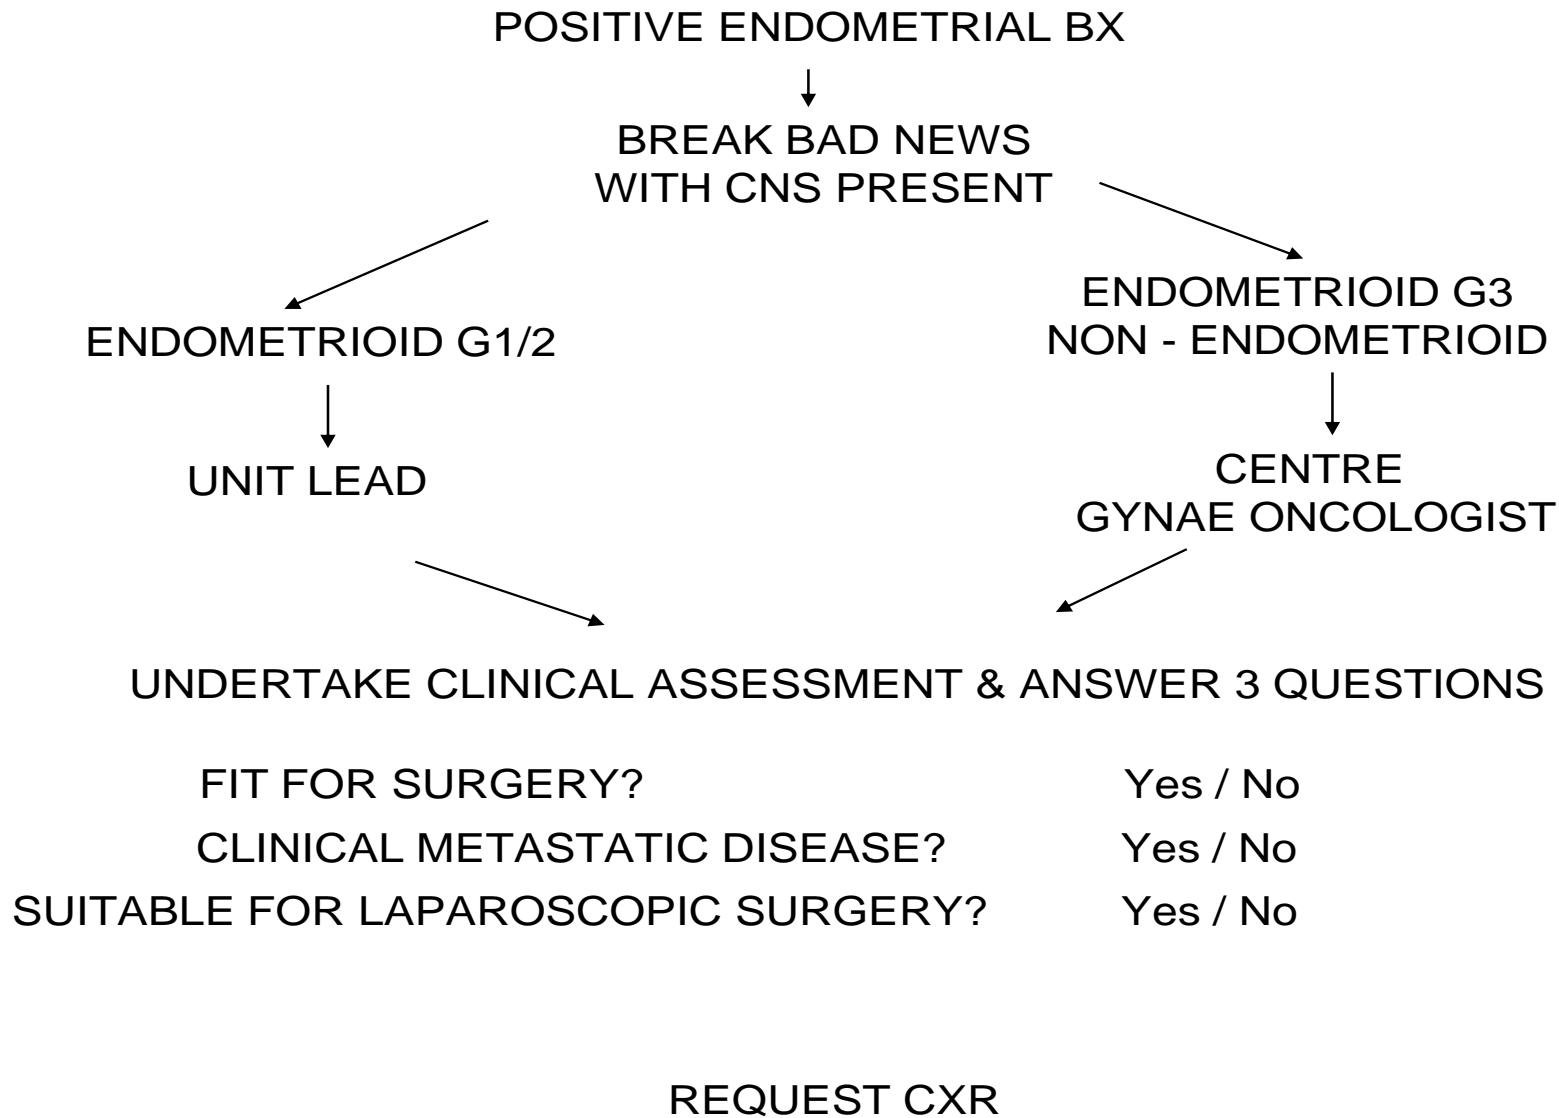 POSITIVE ENDOMETRIAL BX
BREAK BAD NEWS
WITH CNS PRESENT
ENDOMETRIOID G1/2
ENDOMETRIOID G3
NON - ENDOMETRIOID
UNIT LEAD
CENTRE
GYNAE ONCOLOGIST
UNDERTAKE CLINICAL ASSESSMENT & ANSWER 3 QUESTIONS
FIT FOR SURGERY? Yes / No
CLINICAL METASTATIC DISEASE? Yes / No
SUITABLE FOR LAPAROSCOPIC SURGERY? Yes / No
REQUEST CXR